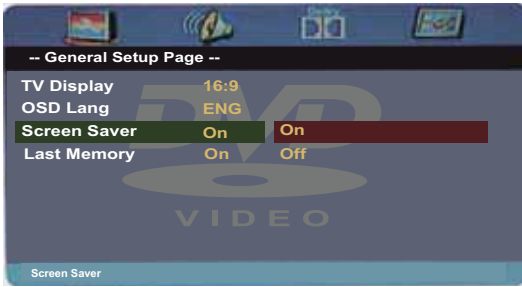 -- General Setup Page --
TV Display 16:9
OSD Lang ENG
Screen Saver On On
Last Memory On Off
DVD
VIDEO
Screen Saver